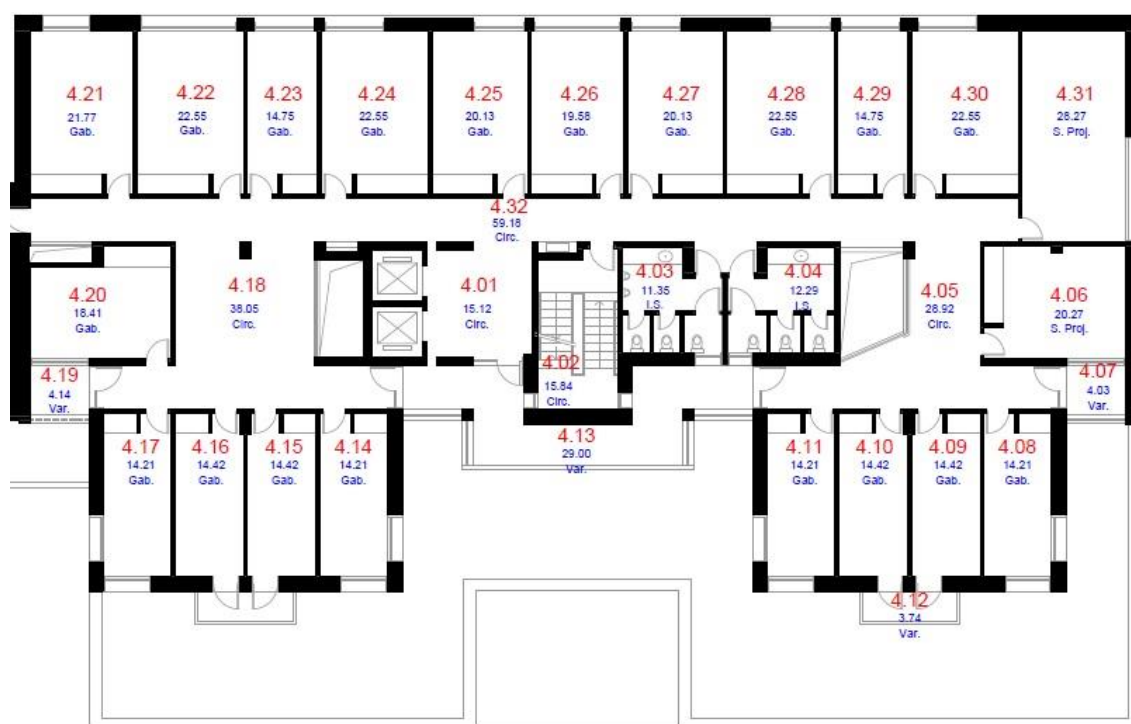 4.21
21.77
Gab.
4.22
22.55
Gab.
4.23
14.75
Gab.
4.24
22.55
Gab.
4.25
20.13
Gab.
4.26
19.58
Gab.
4.27
20.13
Gab.
4.28
22.55
Gab.
4.29
14.75
Gab.
4.30
22.55
Gab.
4.31
28.27
S. Proj.
4.32
59.18
Circ.
4.20
18.41
Gab.
4.18
38.05
Circ.
4.01
15.12
Circ.
4.03
11.35
I.S.
4.04
12.29
I.S.
4.05
28.92
Circ.
4.06
20.27
S. Proj.
4.19
4.14
Var.
4.02
15.84
Circ.
4.07
4.03
Var.
4.17
14.21
Gab.
4.16
14.42
Gab.
4.15
14.42
Gab.
4.14
14.21
Gab.
4.13
29.00
Var.
4.11
14.21
Gab.
4.10
14.42
Gab.
4.09
14.42
Gab.
4.08
14.21
Gab.
4.12
3.74
Var.